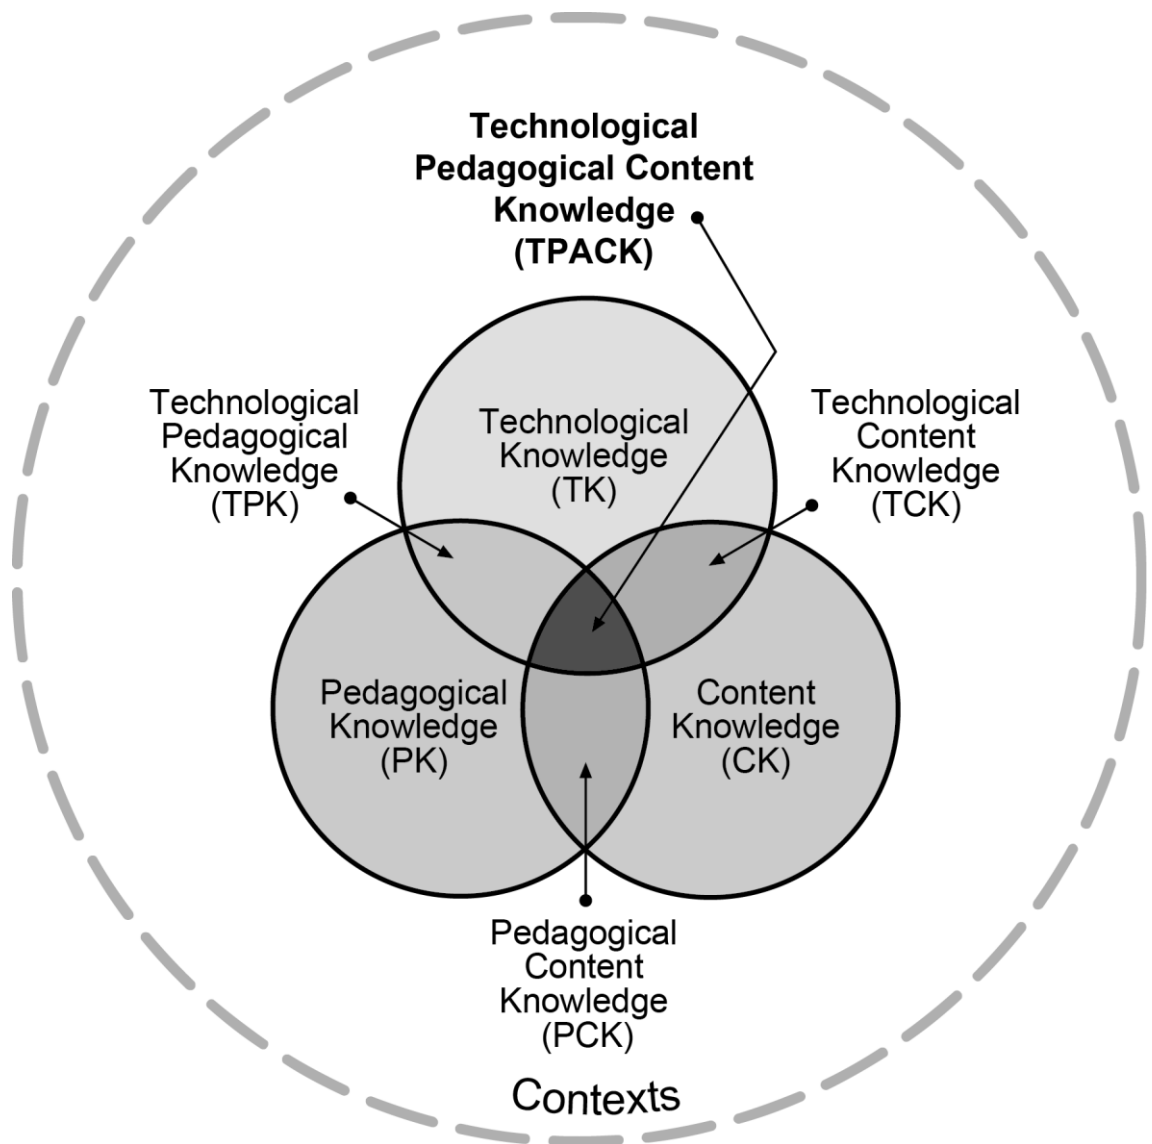 Technological
Pedagogical Content
Knowledge
(TPACK)
Technological
Pedagogical
Knowledge
(TPK)
Technological
Knowledge
(TK)
Technological
Content
Knowledge
(TCK)
Pedagogical
Knowledge
(PK)
Content
Knowledge
(CK)
Pedagogical
Content
Knowledge
(PCK)
Contexts